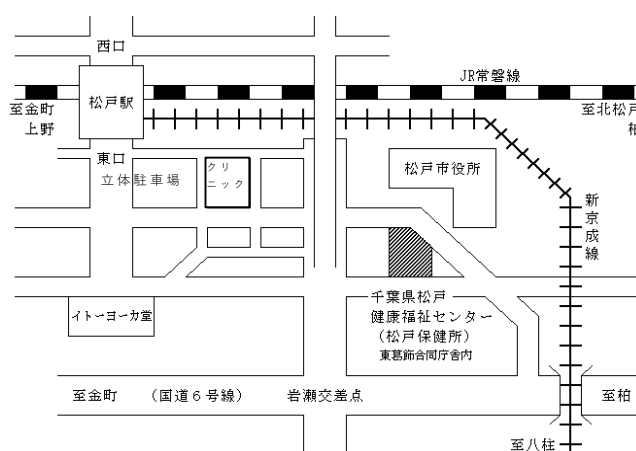 西口
JR常磐線
松戸駅
至金町
上野
至北松戸
柏
東口
立体駐車場
クリ
ニック
松戸市役所
新京成線
千葉県松戸
健康福祉センター
(松戸保健所)
東葛飾合同庁舎内
イトーヨーカ堂
至金町
(国道6号線)
岩瀬交差点
至柏
至八柱